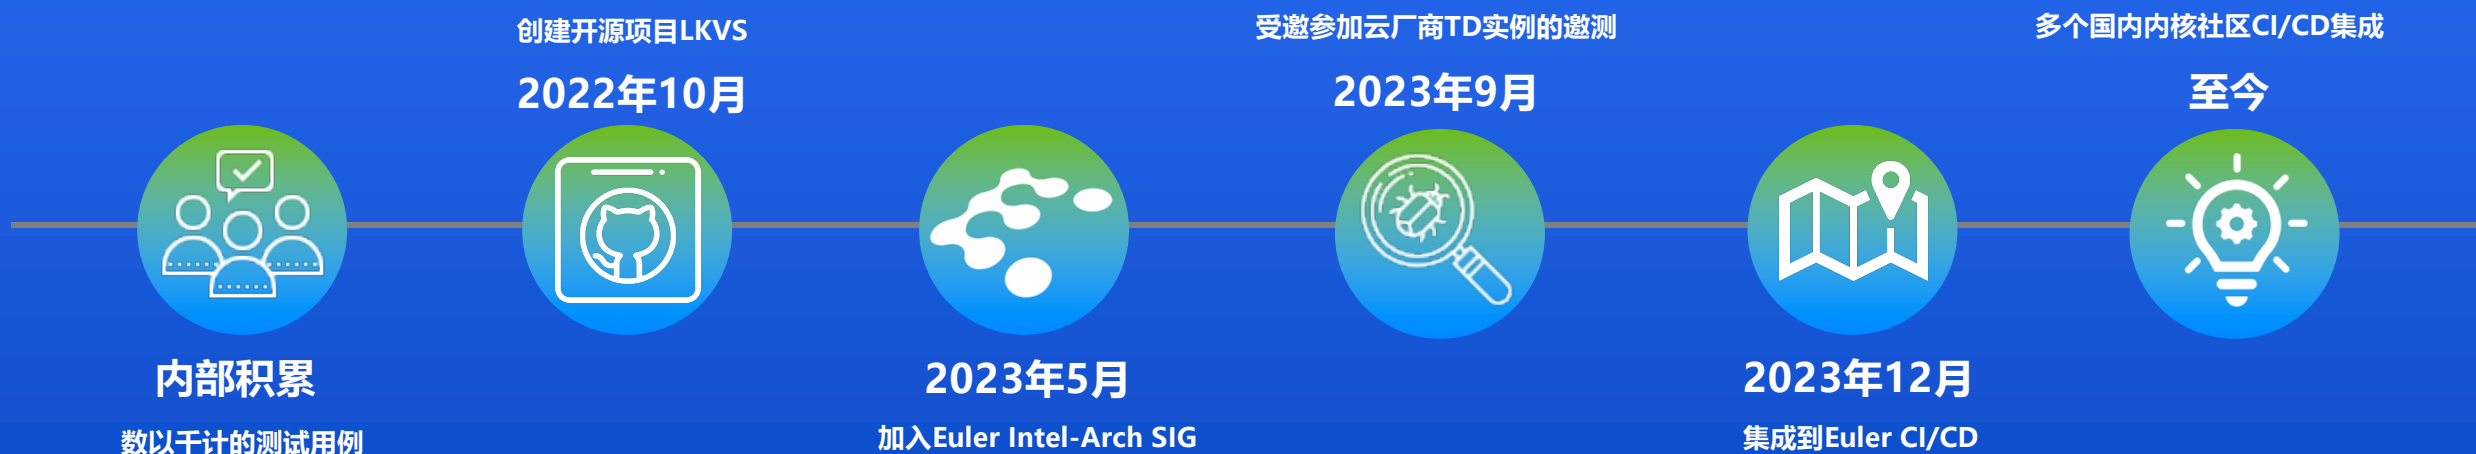 内部积累
数以千计的测试用例
创建开源项目LKVS
2022年10月
2023年5月
加入Euler Intel-Arch SIG
受邀参加云厂商TD实例的邀测
2023年9月
2023年12月
集成到Euler CI/CD
多个国内内核社区CI/CD集成
至今